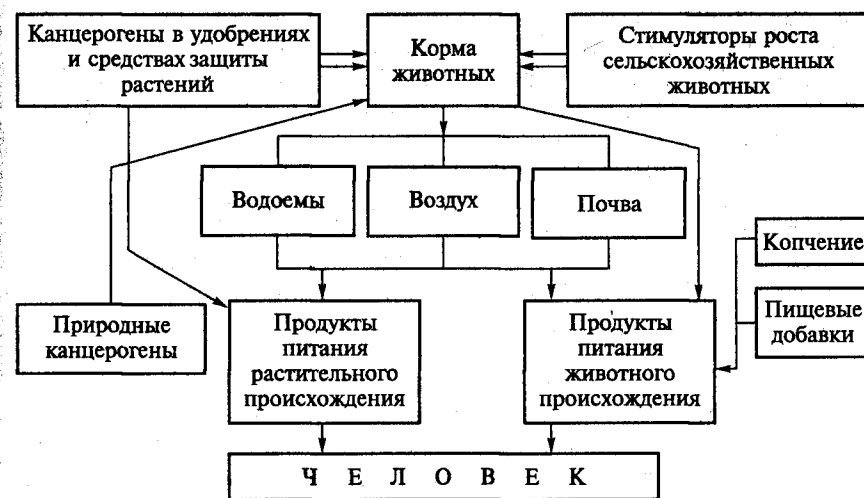 Канцерогены в удобрениях
и средствах защиты
растений
Корма
животных
Стимуляторы роста
сельскохозяйственных
животных
Водоемы
Воздух
Почва
Копчение
Природные
канцерогены
Продукты
питания
растительного
происхождения
Продукты
питания
животного
происхождения
Пищевые
добавки
Ч Е Л О В Е К